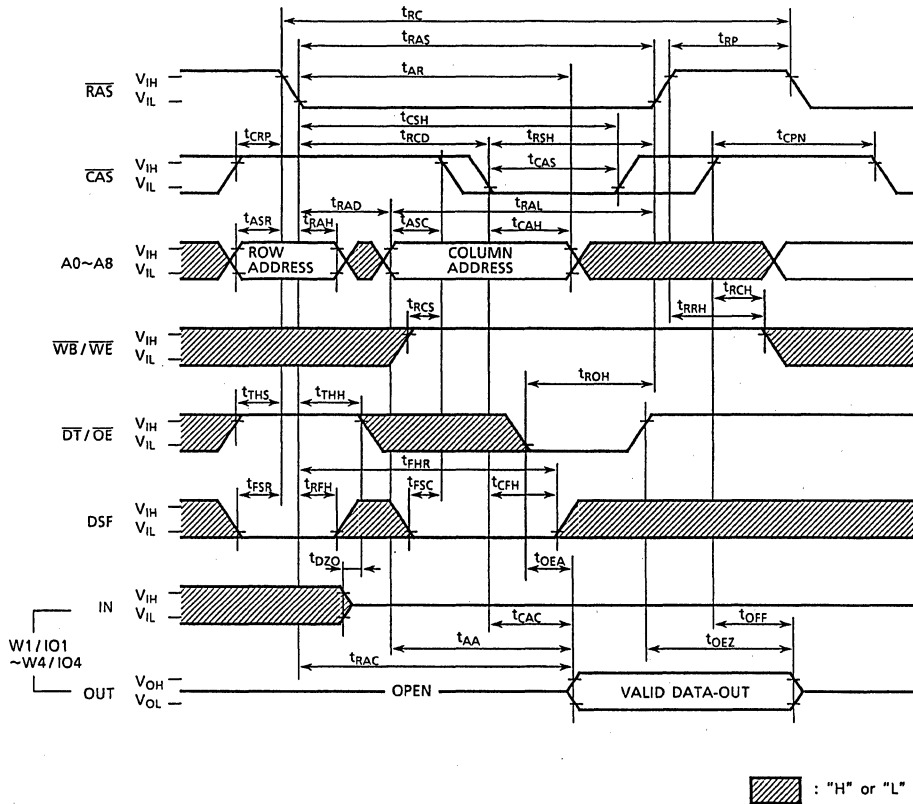 tRC
tRAS
tRP
tAR
RAS VIH
VIL
tCSH
tCRP tRCD tRSH tCPN
CAS VIH
VIL
tCAS
tRAD tRAL
tASR tRAH tASC tCAH
A0~A8 VIH
VIL
ROW ADDRESS
COLUMN ADDRESS
tRCS tRCH
tRRH
WB/WE VIH
VIL
tROH
tTHS tTHH
DT/OE VIH
VIL
tFHR
tFSR tRFH tFSC tCFH
DSF VIH
VIL
tDZO tOEA
IN VIH
VIL
tCAC tOFF
tAA tOEZ
tRAC
W1/IO1
~W4/IO4
OUT VOH
VOL
OPEN VALID DATA-OUT
: "H" or "L"